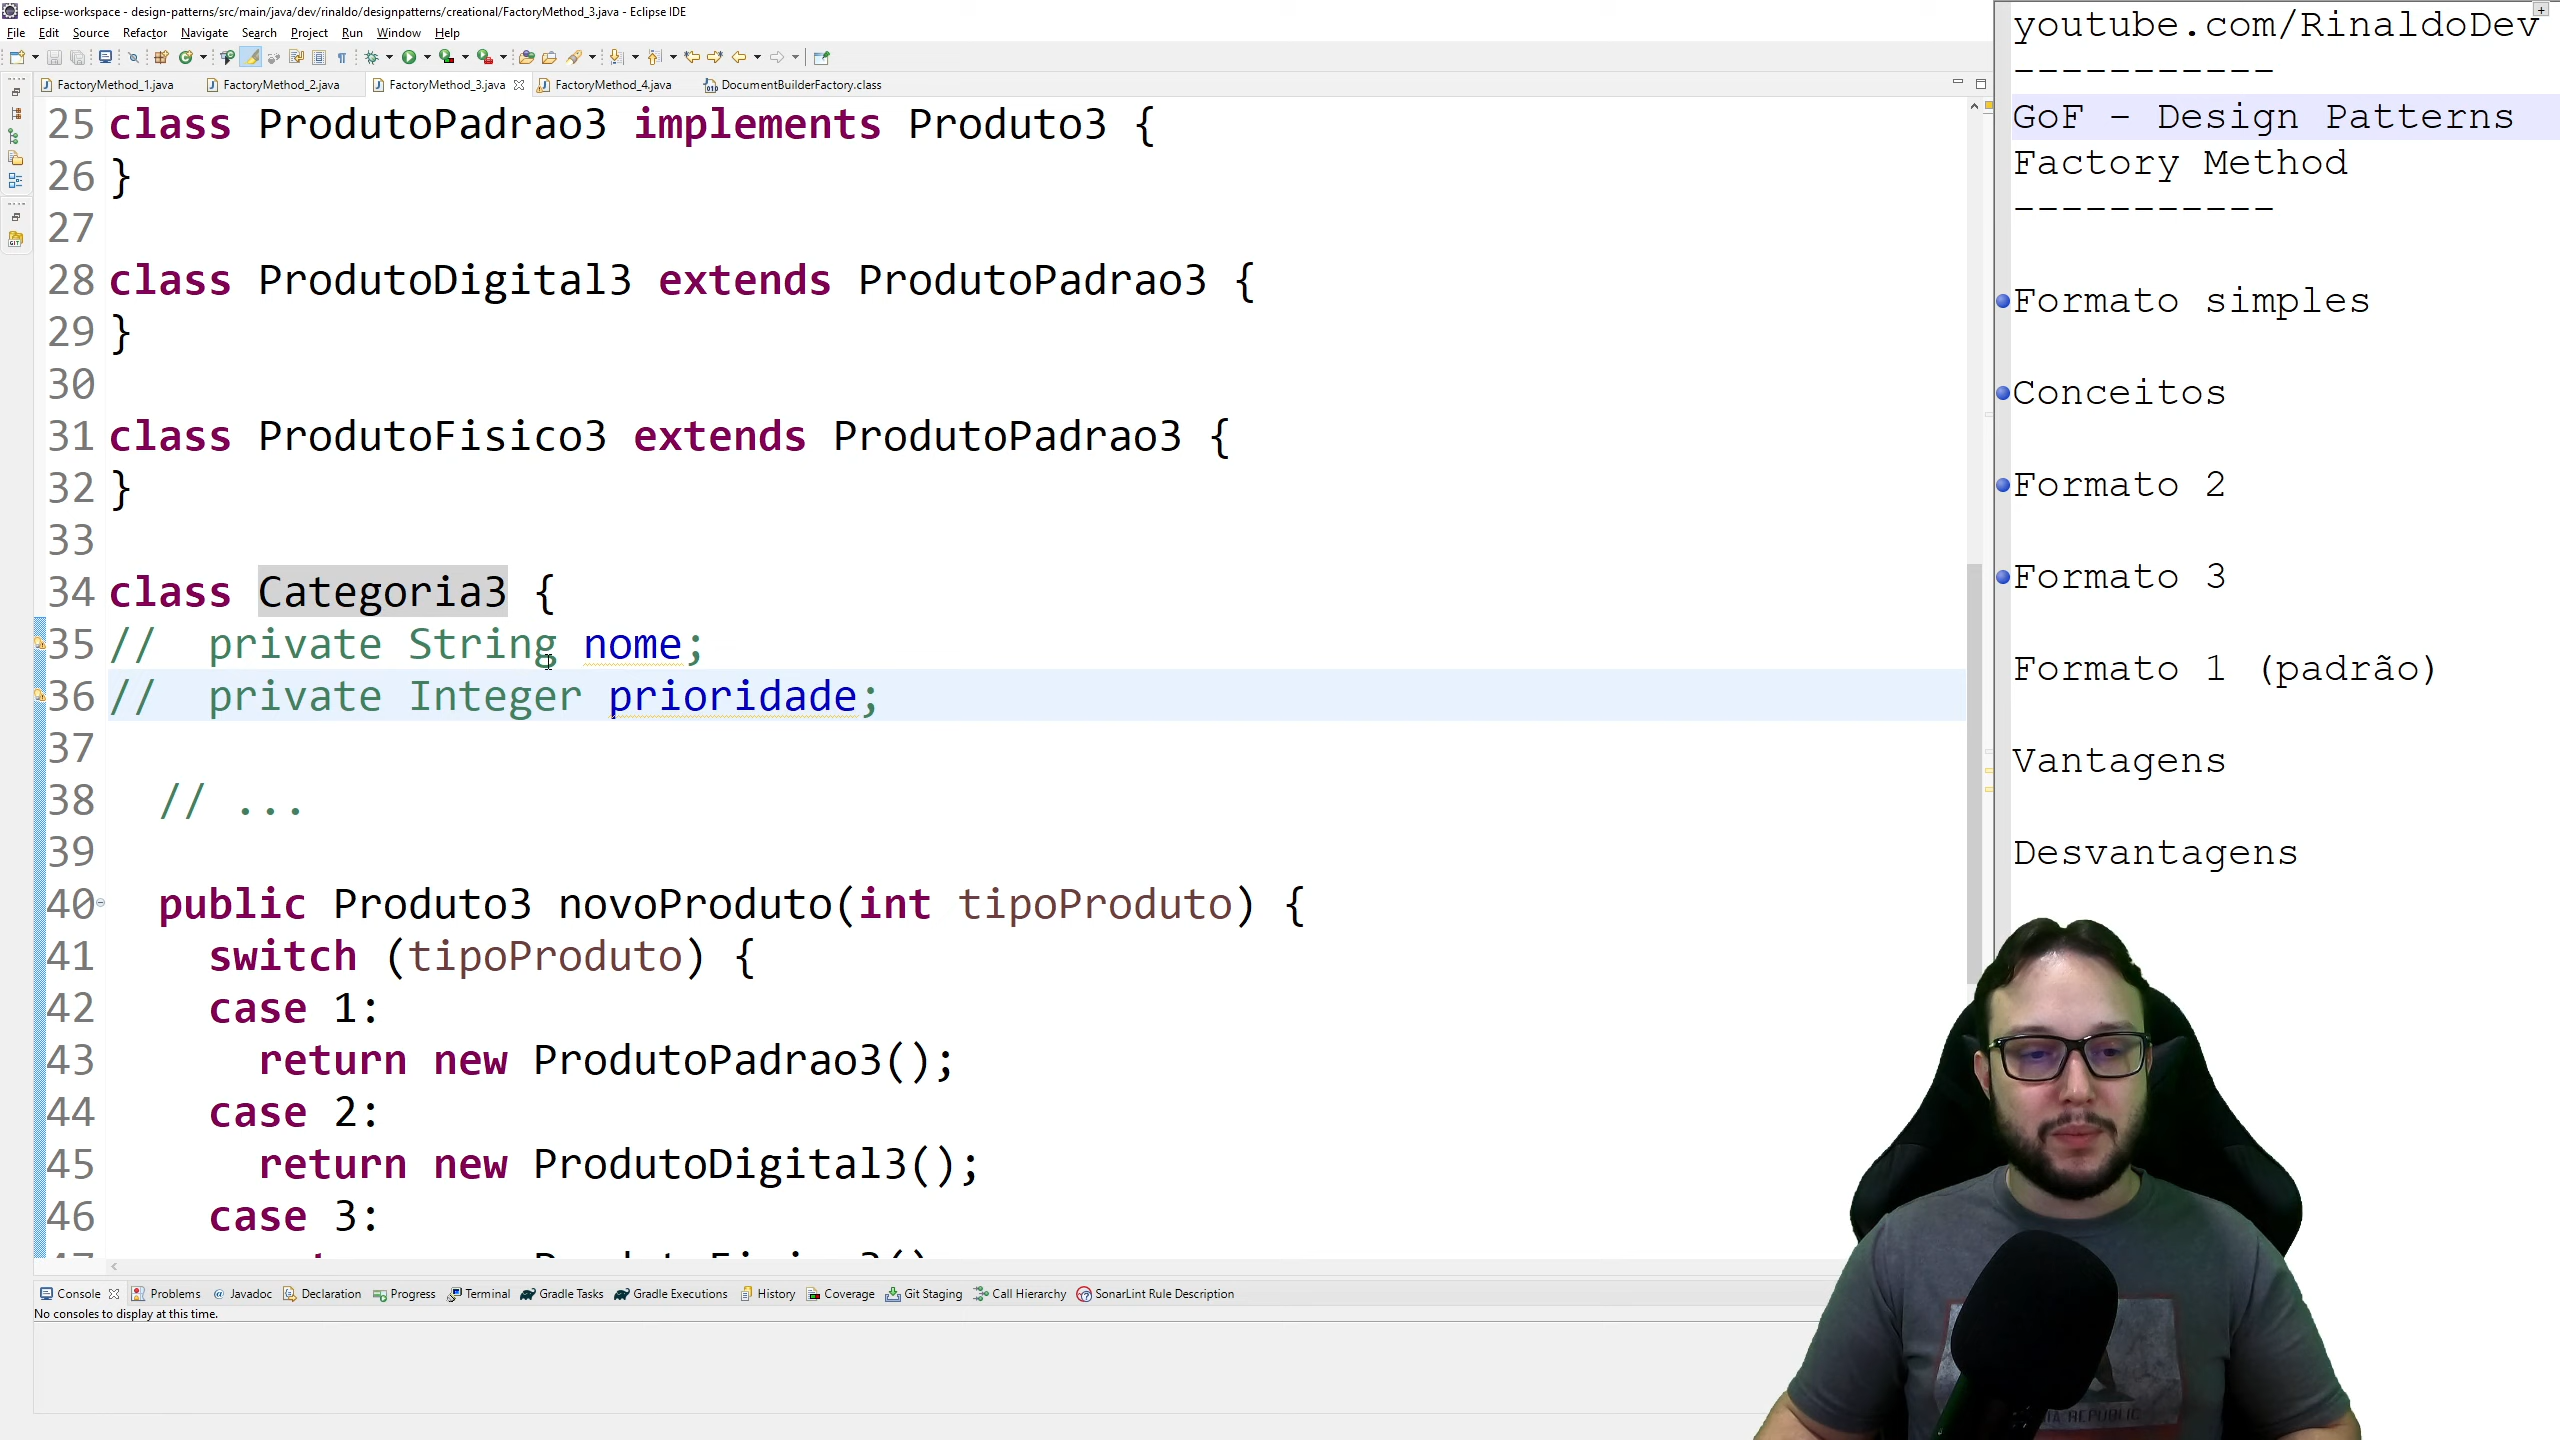 eclipse-workspace - design-patterns/src/main/java/dev/rinaldo/designpatterns/creational/FactoryMethod_3.java - Eclipse IDE
File Edit Source Refactor Navigate Search Project Run Window Help
FactoryMethod_1.java FactoryMethod_2.java FactoryMethod_3.java FactoryMethod_4.java DocumentBuilderFactory.class
25 class ProdutoPadrao3 implements Produto3 {
26 }
27
28 class ProdutoDigital3 extends ProdutoPadrao3 {
29 }
30
31 class ProdutoFisico3 extends ProdutoPadrao3 {
32 }
33
34 class Categoria3 {
35 //  private String nome;
36 //  private Integer prioridade;
37
38   // ...
39
40   public Produto3 novoProduto(int tipoProduto) {
41     switch (tipoProduto) {
42     case 1:
43       return new ProdutoPadrao3();
44     case 2:
45       return new ProdutoDigital3();
46     case 3:
Console Problems @ Javadoc Declaration Progress Terminal Gradle Tasks Gradle Executions History Coverage Git Staging Call Hierarchy SonarLint Rule Description
No consoles to display at this time.
youtube.com/RinaldoDev
-----------
GoF - Design Patterns
Factory Method
-----------
Formato simples
Conceitos
Formato 2
Formato 3
Formato 1 (padrão)
Vantagens
Desvantagens